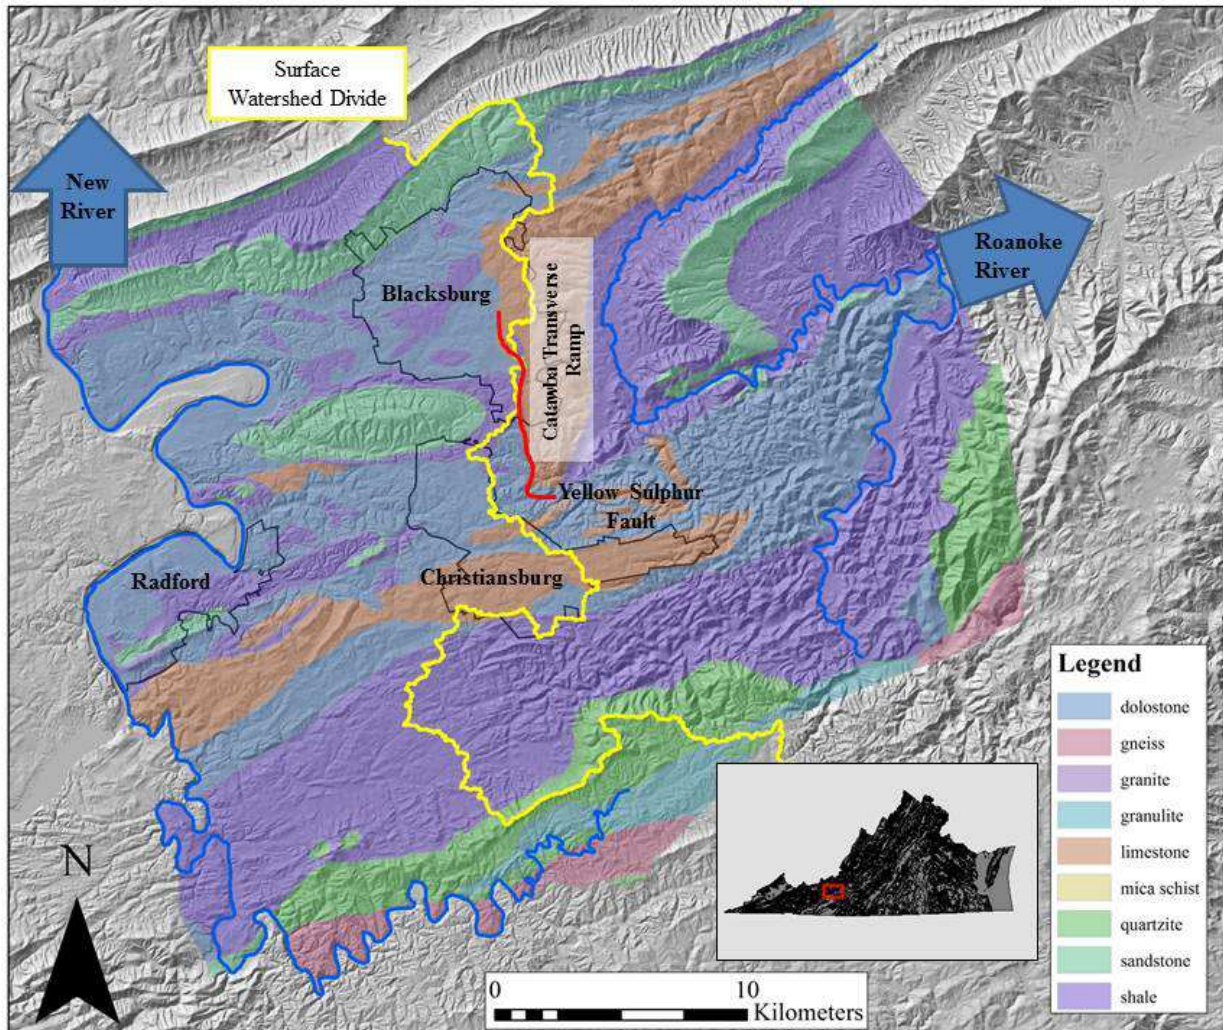 Surface
Watershed Divide
New
River
Roanoke
River
Blacksburg
Catawba Transverse
Ramp
Yellow Sulphur
Fault
Christiansburg
Radford
Legend
dolostone
gneiss
granite
granulite
limestone
mica schist
quartzite
sandstone
shale
N
0 10
Kilometers